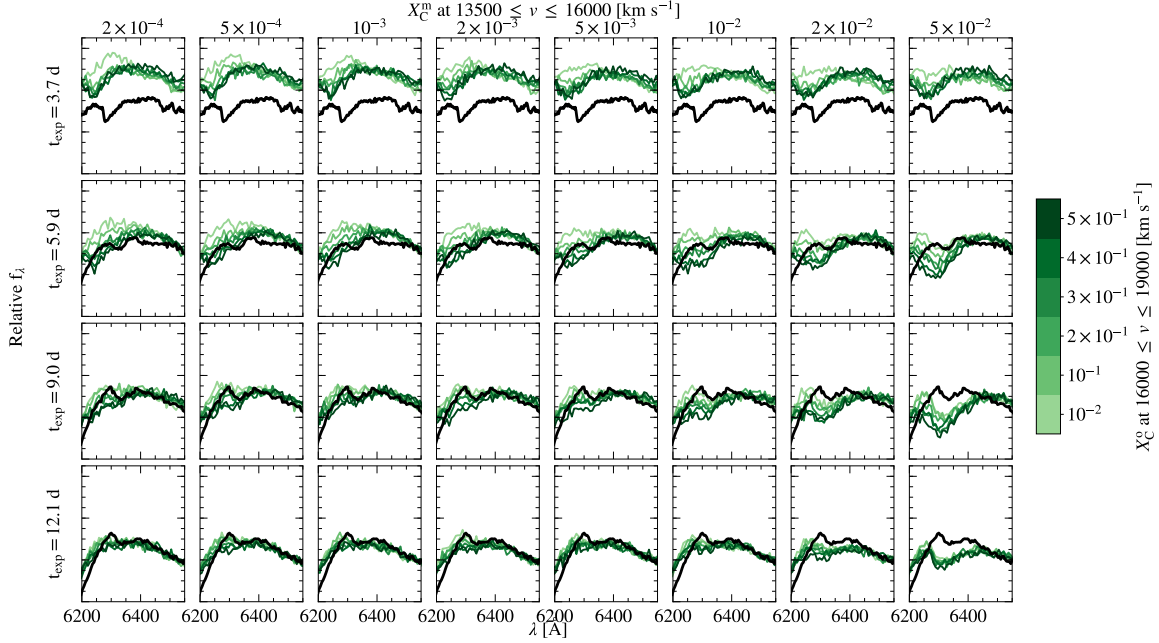 X_C^m at 13500 ≤ v ≤ 16000 [km s⁻¹]
2×10⁻⁴ 5×10⁻⁴ 10⁻³ 2×10⁻³ 5×10⁻³ 10⁻² 2×10⁻² 5×10⁻²
t_exp = 3.7 d
t_exp = 5.9 d
t_exp = 9.0 d
t_exp = 12.1 d
Relative f_λ
6200 6400 6200 6400 6200 6400 6200 6400 6200 6400 6200 6400 6200 6400 6200 6400
λ [A]
5×10⁻¹
4×10⁻¹
3×10⁻¹
2×10⁻¹
10⁻¹
10⁻²
X_C^o at 16000 ≤ v ≤ 19000 [km s⁻¹]